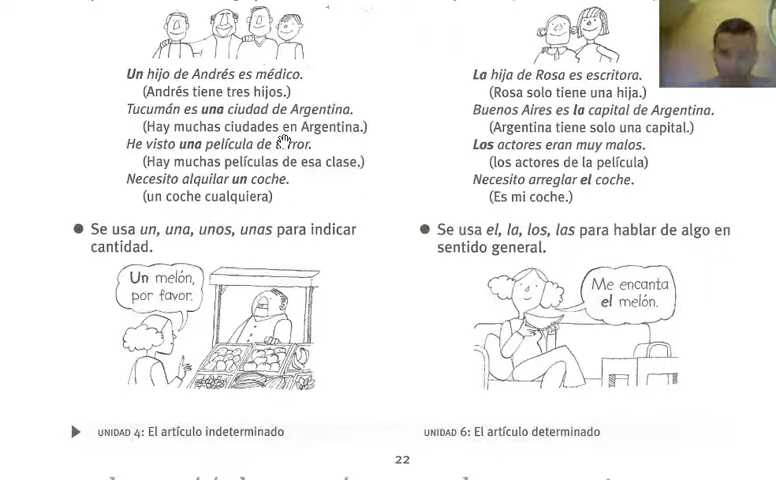 Un hijo de Andrés es médico.
(Andrés tiene tres hijos.)
Tucumán es una ciudad de Argentina.
(Hay muchas ciudades en Argentina.)
He visto una película de
(Hay muchas películas de esa clase.)
Necesito alquilar un coche.
(un coche cualquiera)
● Se usa un, una, unos, unas para indicar
cantidad.
Un melón,
por favor.
▶ UNIDAD 4: El artículo indeterminado
La hija de Rosa es escritora.
(Rosa solo tiene una hija.)
Buenos Aires es la capital de Argentina.
(Argentina tiene solo una capital.)
Los actores eran muy malos.
(los actores de la película)
Necesito arreglar el coche.
(Es mi coche.)
● Se usa el, la, los, las para hablar de algo en
sentido general.
Me encanta
el melón.
UNIDAD 6: El artículo determinado
22